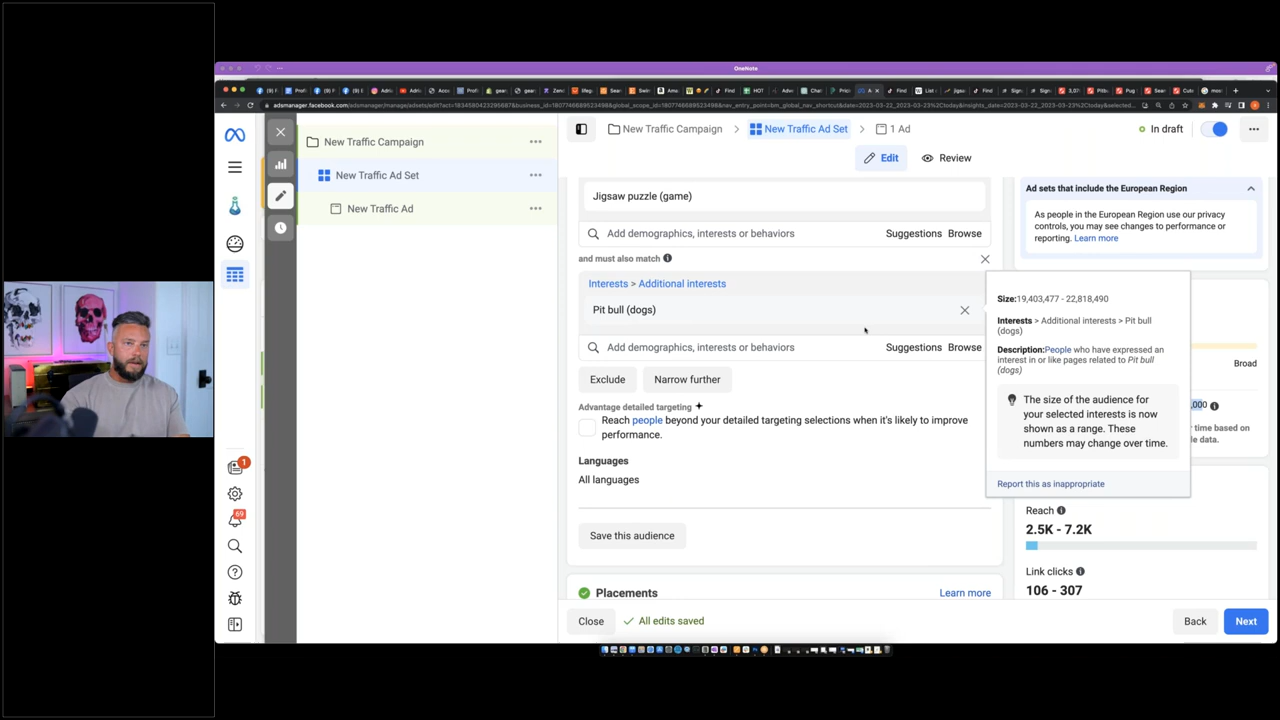 OneNote
New Traffic Campaign
New Traffic Ad Set
New Traffic Ad
New Traffic Campaign > New Traffic Ad Set > 1 Ad
In draft
Edit
Review
Jigsaw puzzle (game)
Add demographics, interests or behaviors
Suggestions
Browse
and must also match
Interests > Additional interests
Pit bull (dogs)
Add demographics, interests or behaviors
Suggestions
Browse
Exclude
Narrow further
Advantage detailed targeting
Reach people beyond your detailed targeting selections when it's likely to improve
performance.
Languages
All languages
Save this audience
Placements
Learn more
Close
All edits saved
Back
Next
Ad sets that include the European Region
As people in the European Region use our privacy
controls, you may see changes to performance or
reporting. Learn more
Size:19,403,477 - 22,818,490
Interests > Additional interests > Pit bull
(dogs)
Description:People who have expressed an
interest in or like pages related to Pit bull
(dogs)
The size of the audience for
your selected interests is now
shown as a range. These
numbers may change over time.
Report this as inappropriate
Broad
,000
r time based on
le data.
Reach
2.5K - 7.2K
Link clicks
106 - 307
1
69